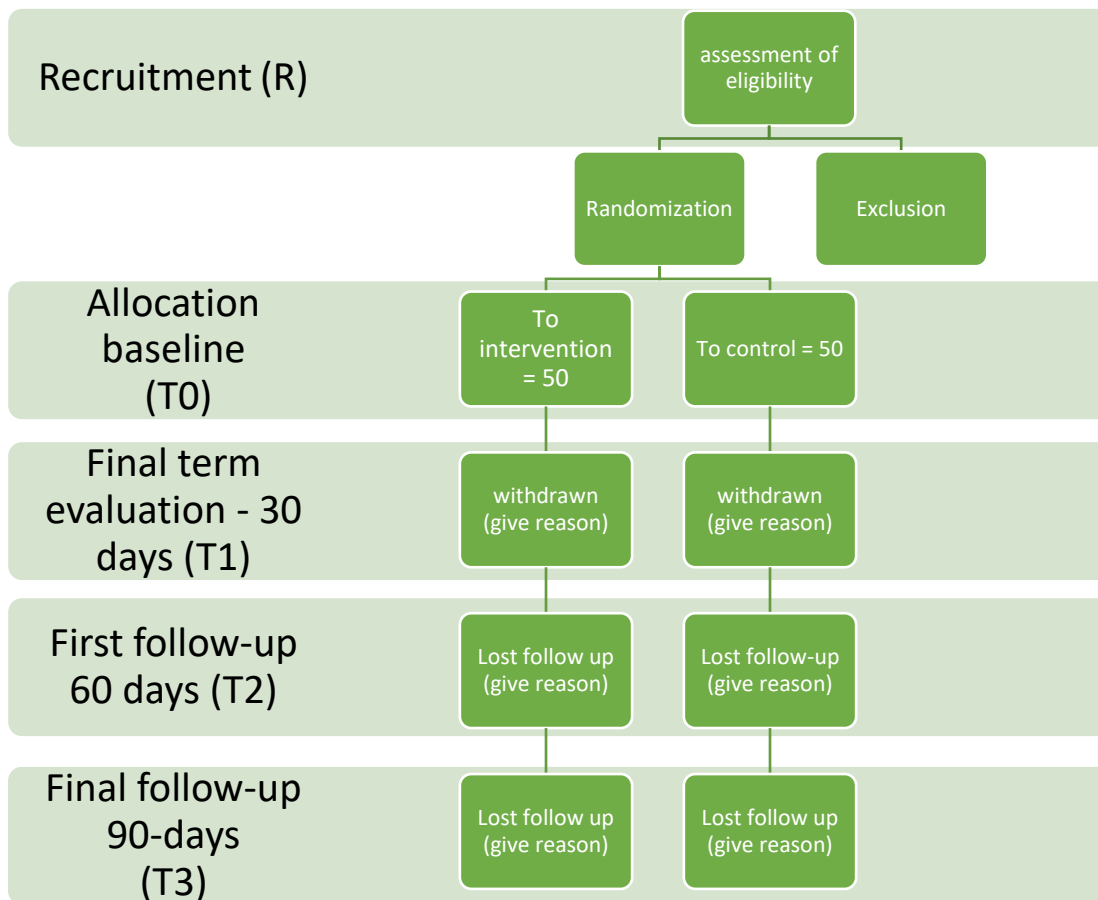 Recruitment (R)
assessment of
eligibility
Randomization
Exclusion
Allocation
baseline
(T0)
To
intervention
= 50
To control = 50
Final term
evaluation - 30
days (T1)
withdrawn
(give reason)
withdrawn
(give reason)
First follow-up
60 days (T2)
Lost follow up
(give reason)
Lost follow-up
(give reason)
Final follow-up
90-days
(T3)
Lost follow up
(give reason)
Lost follow up
(give reason)